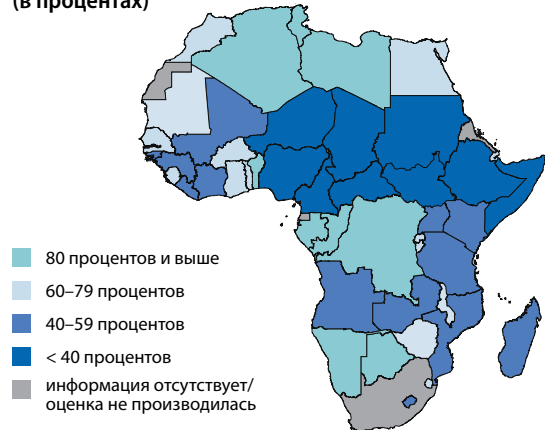 (в процентах)
80 процентов и выше
60–79 процентов
40–59 процентов
< 40 процентов
информация отсутствует/
оценка не производилась